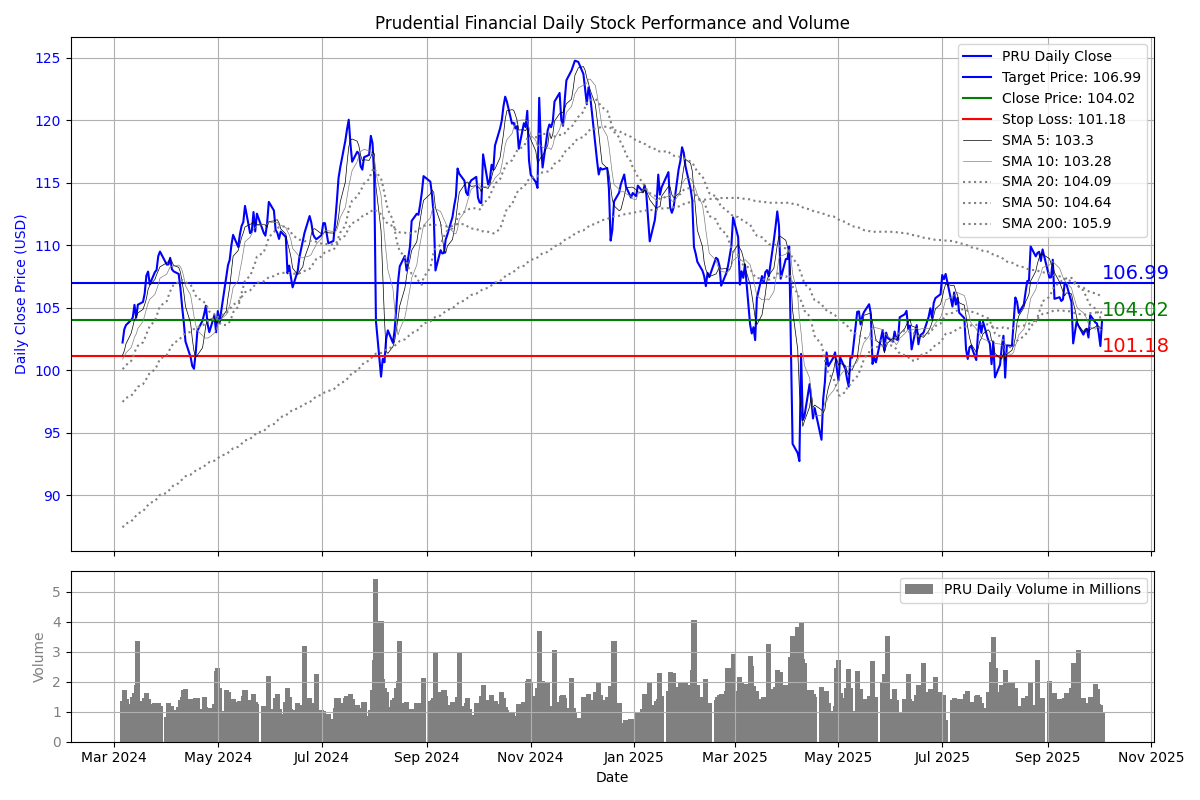 Prudential Financial Daily Stock Performance and Volume
Daily Close Price (USD)
125
120
115
110
105
100
95
90
PRU Daily Close
Target Price: 106.99
Close Price: 104.02
Stop Loss: 101.18
SMA 5: 103.3
SMA 10: 103.28
SMA 20: 104.09
SMA 50: 104.64
SMA 200: 105.9
106.99
104.02
101.18
Volume
5
4
3
2
1
0
PRU Daily Volume in Millions
Mar 2024 May 2024 Jul 2024 Sep 2024 Nov 2024 Jan 2025 Mar 2025 May 2025 Jul 2025 Sep 2025 Nov 2025
Date